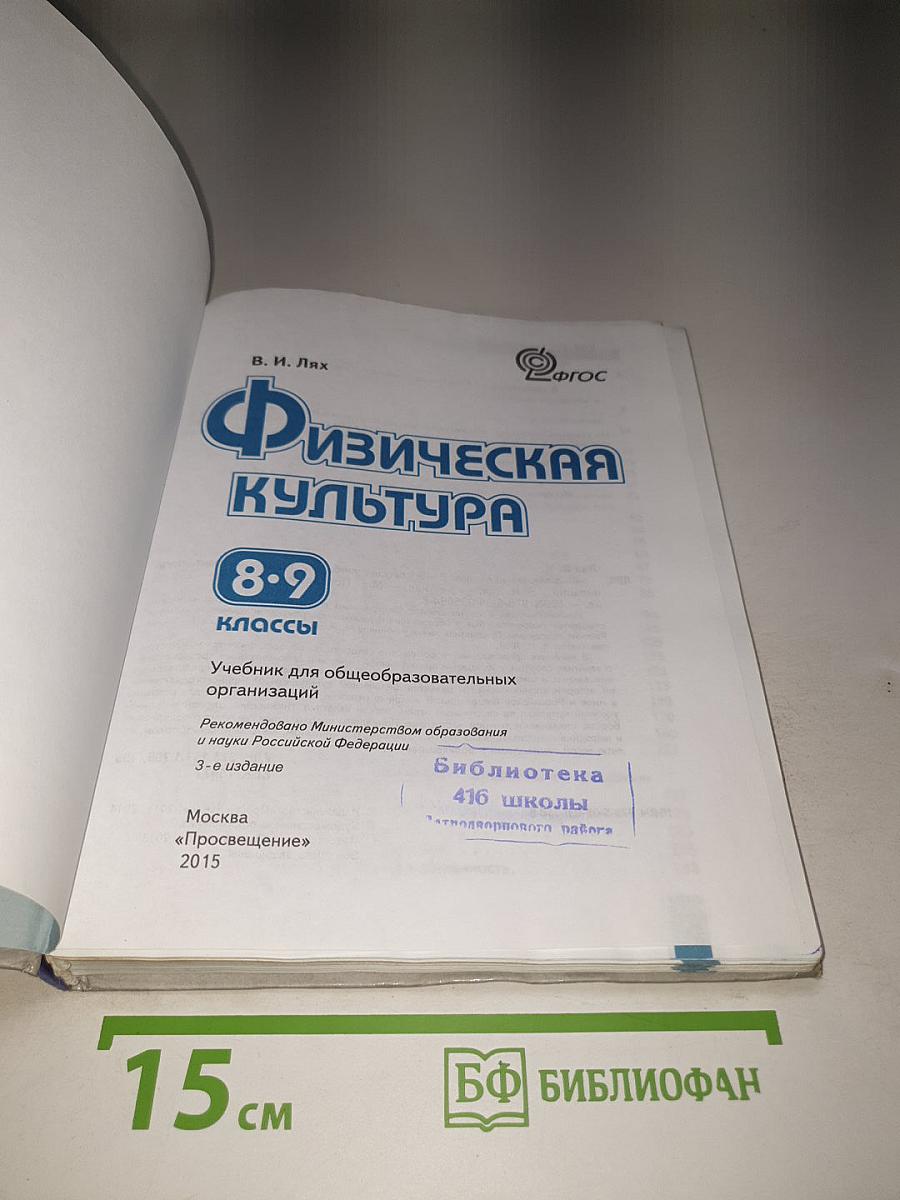 В. И. Лях
ФГОС
Физическая
культура
8•9
классы
Учебник для общеобразовательных
организаций
Рекомендовано Министерством образования
и науки Российской Федерации
3-е издание
Москва
«Просвещение»
2015
Библиотека
416 школы
района
15 см
БФ БИБЛИОФАН